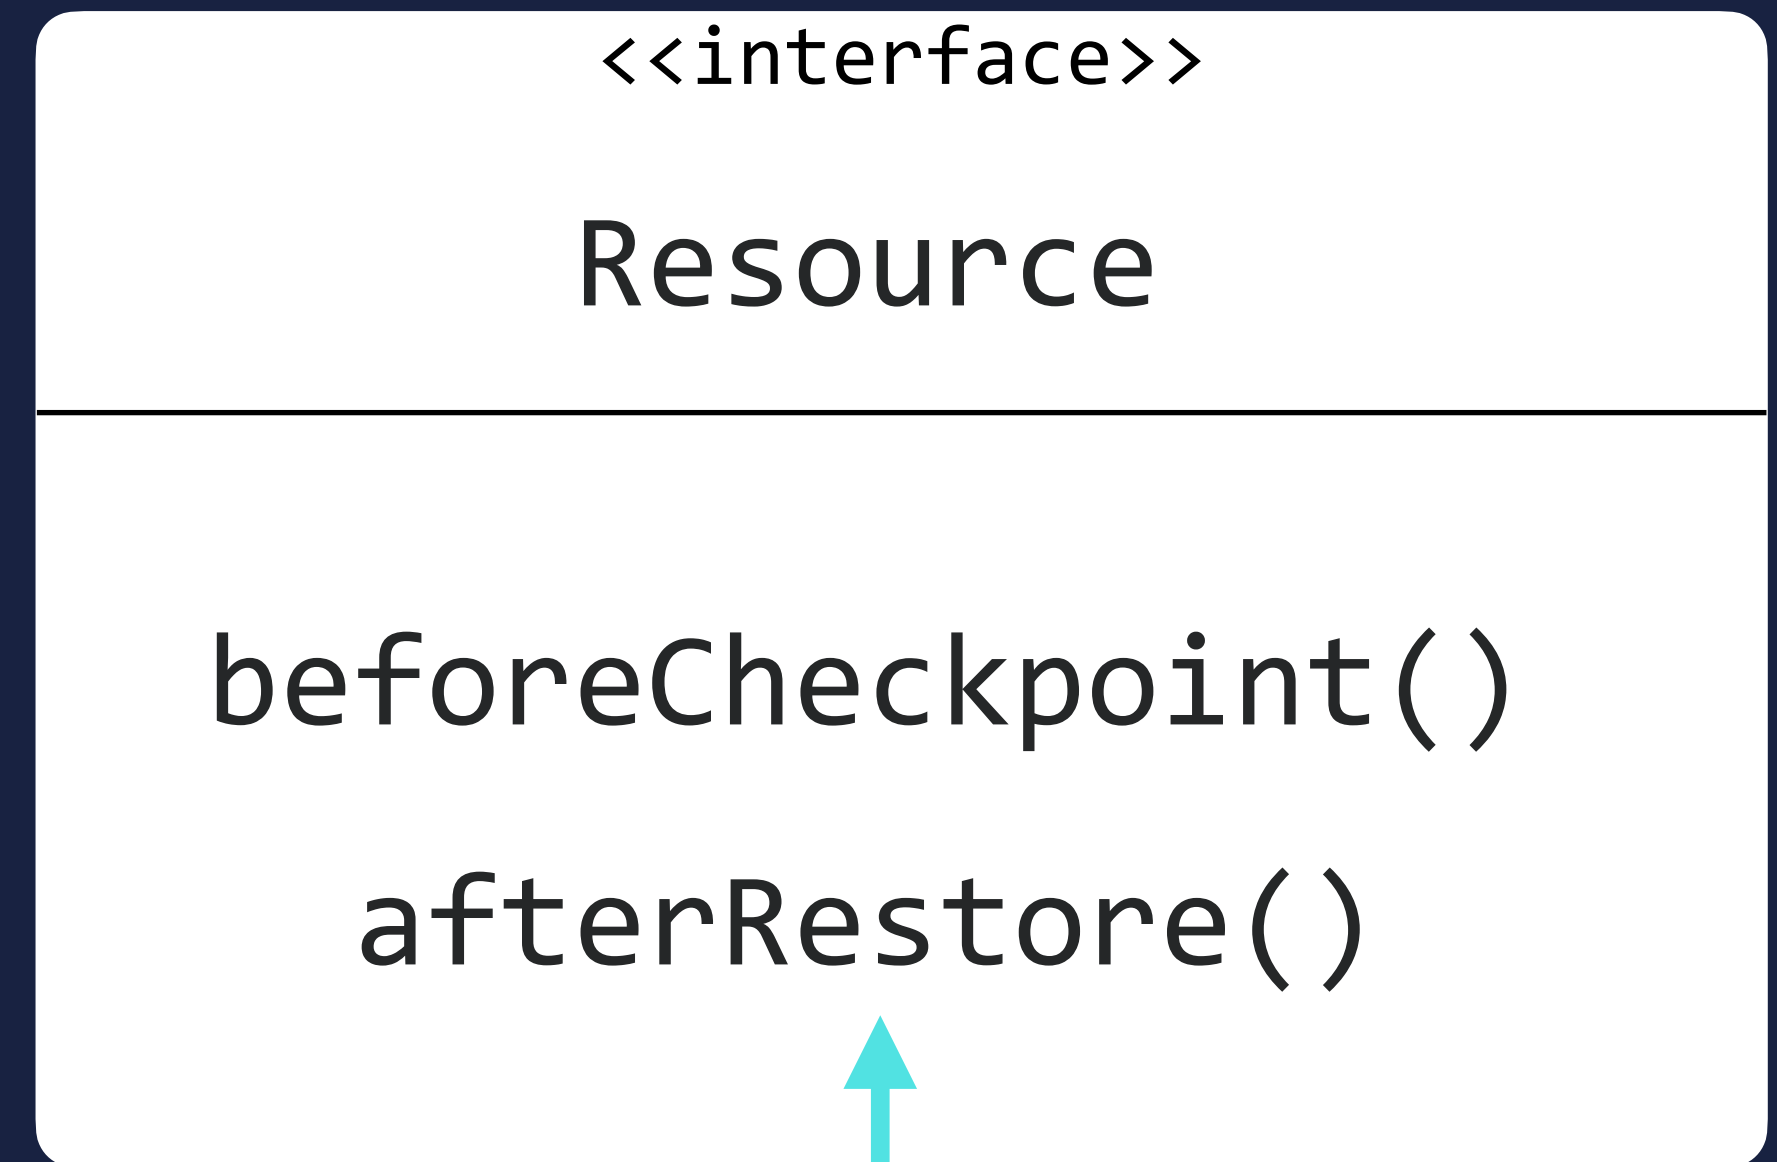 <<interface>>
Resource
beforeCheckpoint()
afterRestore()